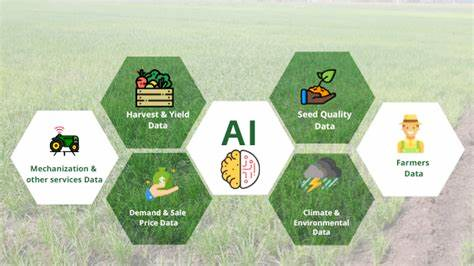 Harvest & Yield
Data
Seed Quality
Data
AI
Mechanization &
other services Data
Farmers
Data
Demand & Sale
Price Data
Climate &
Environmental
Data